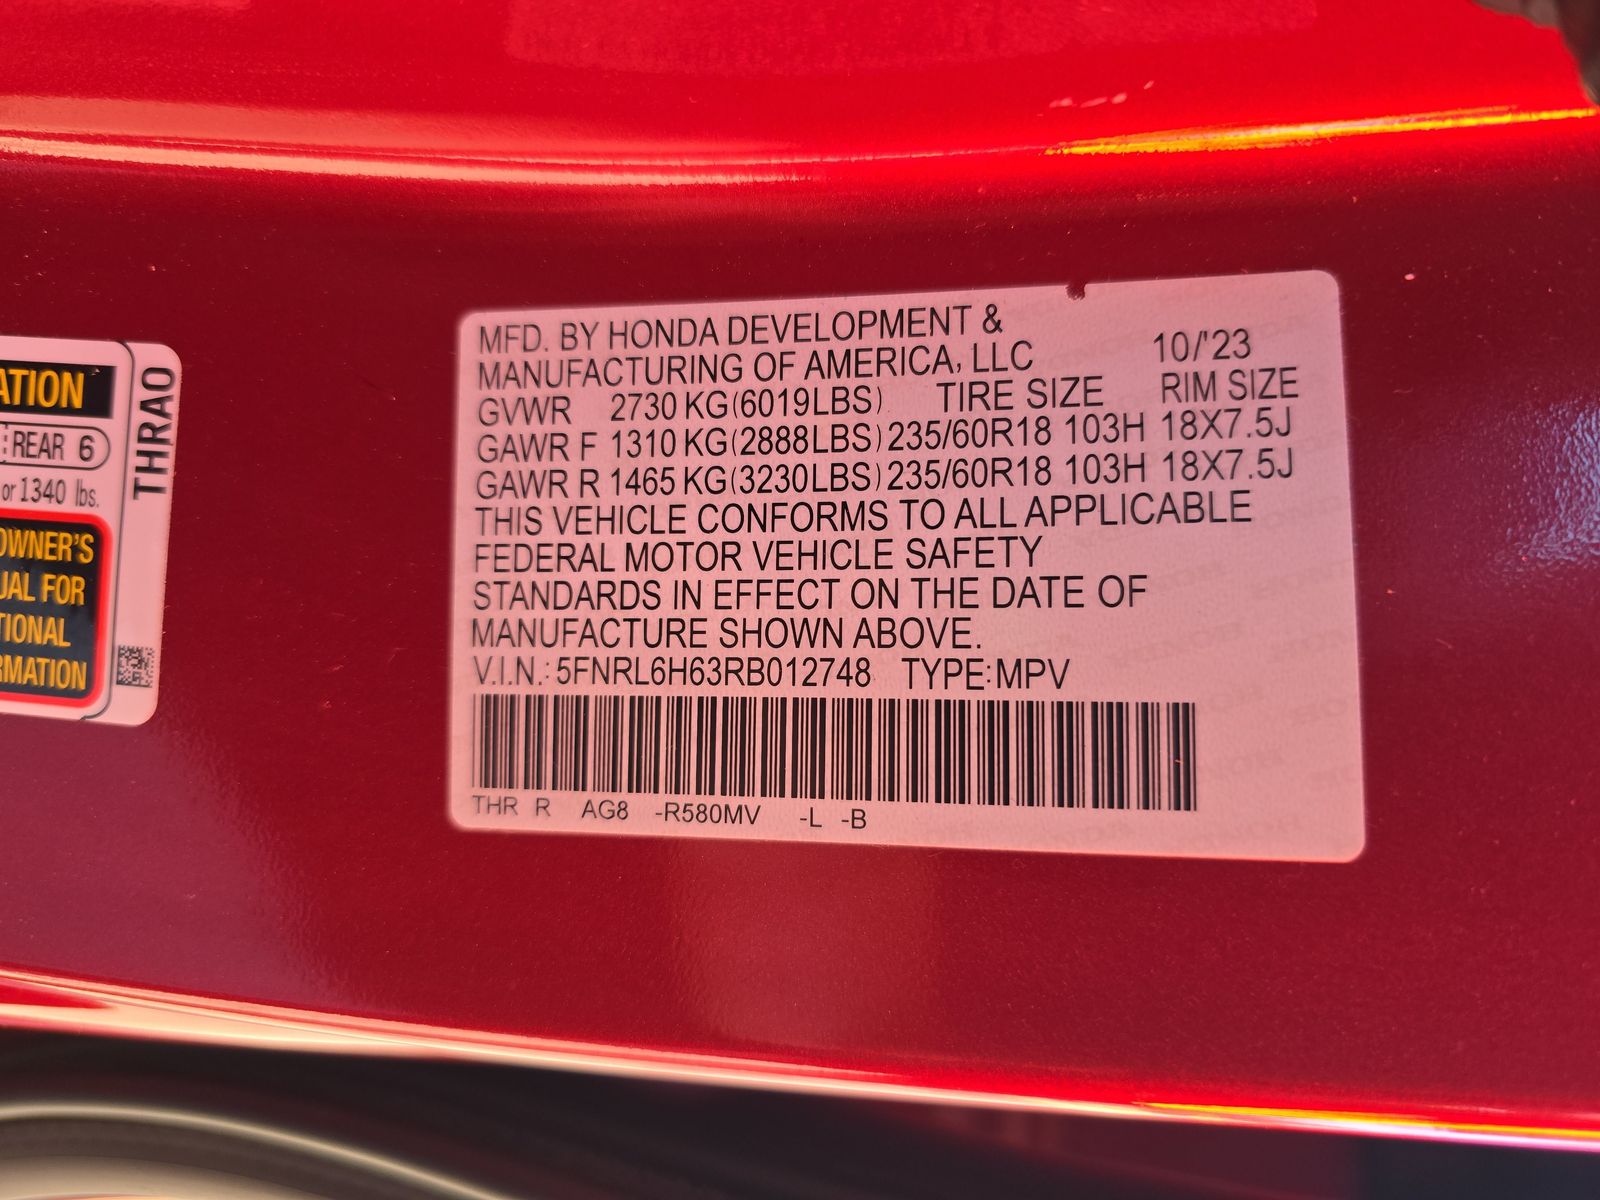 MFD. BY HONDA DEVELOPMENT &
MANUFACTURING OF AMERICA, LLC 10/'23
GVWR 2730 KG(6019LBS) TIRE SIZE RIM SIZE
GAWR F 1310 KG(2888LBS) 235/60R18 103H 18X7.5J
GAWR R 1465 KG(3230LBS) 235/60R18 103H 18X7.5J
THIS VEHICLE CONFORMS TO ALL APPLICABLE
FEDERAL MOTOR VEHICLE SAFETY
STANDARDS IN EFFECT ON THE DATE OF
MANUFACTURE SHOWN ABOVE.
V.I.N.: 5FNRL6H63RB012748 TYPE:MPV
THR R AG8 -R580MV -L -B
ATION
REAR 6
or 1340 lbs.
OWNER'S
UAL FOR
TIONAL
RMATION
THRAO